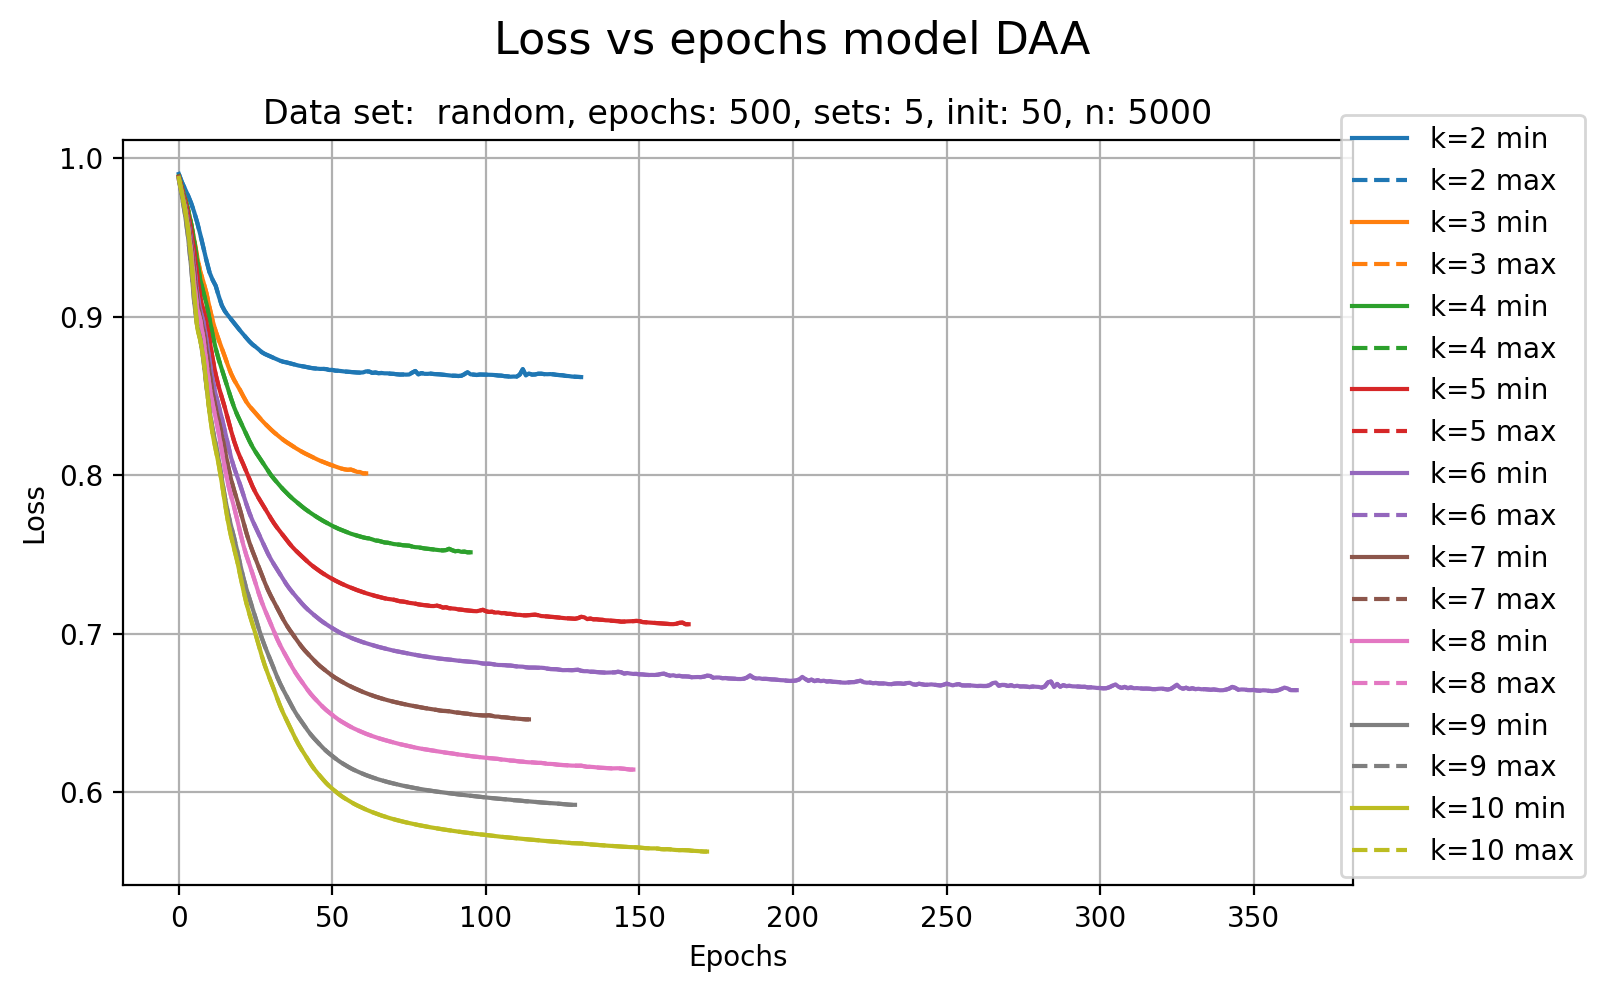 Loss vs epochs model DAA
Data set:  random, epochs: 500, sets: 5, init: 50, n: 5000
1.0
0.9
0.8
0.7
0.6
Loss
0 50 100 150 200 250 300 350
Epochs
k=2 min
k=2 max
k=3 min
k=3 max
k=4 min
k=4 max
k=5 min
k=5 max
k=6 min
k=6 max
k=7 min
k=7 max
k=8 min
k=8 max
k=9 min
k=9 max
k=10 min
k=10 max